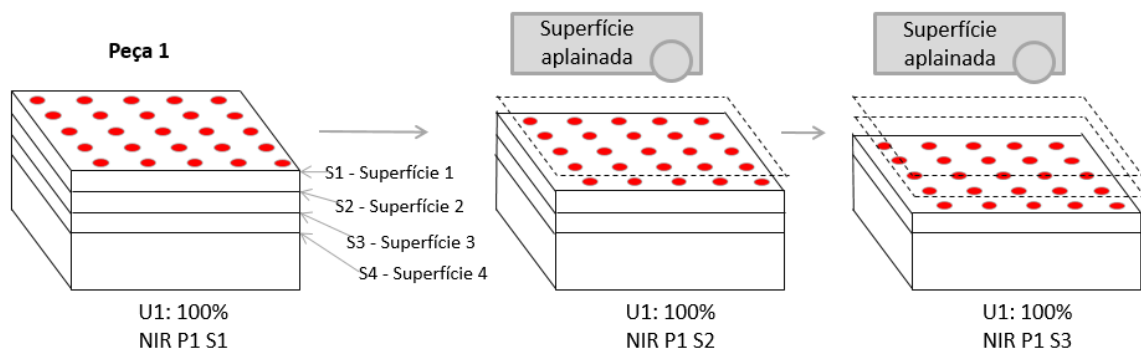 Peça 1
Superfície
aplainada
Superfície
aplainada
S1 - Superfície 1
S2 - Superfície 2
S3 - Superfície 3
S4 - Superfície 4
U1: 100%
NIR P1 S1
U1: 100%
NIR P1 S2
U1: 100%
NIR P1 S3